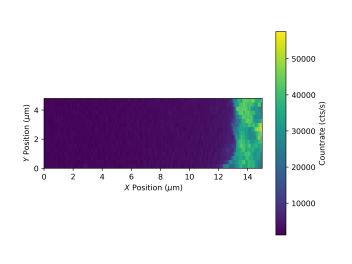 50000
40000
30000
20000
10000
Countrate (cts/s)
4
2
0
Y Position (μm)
0 2 4 6 8 10 12 14
X Position (μm)